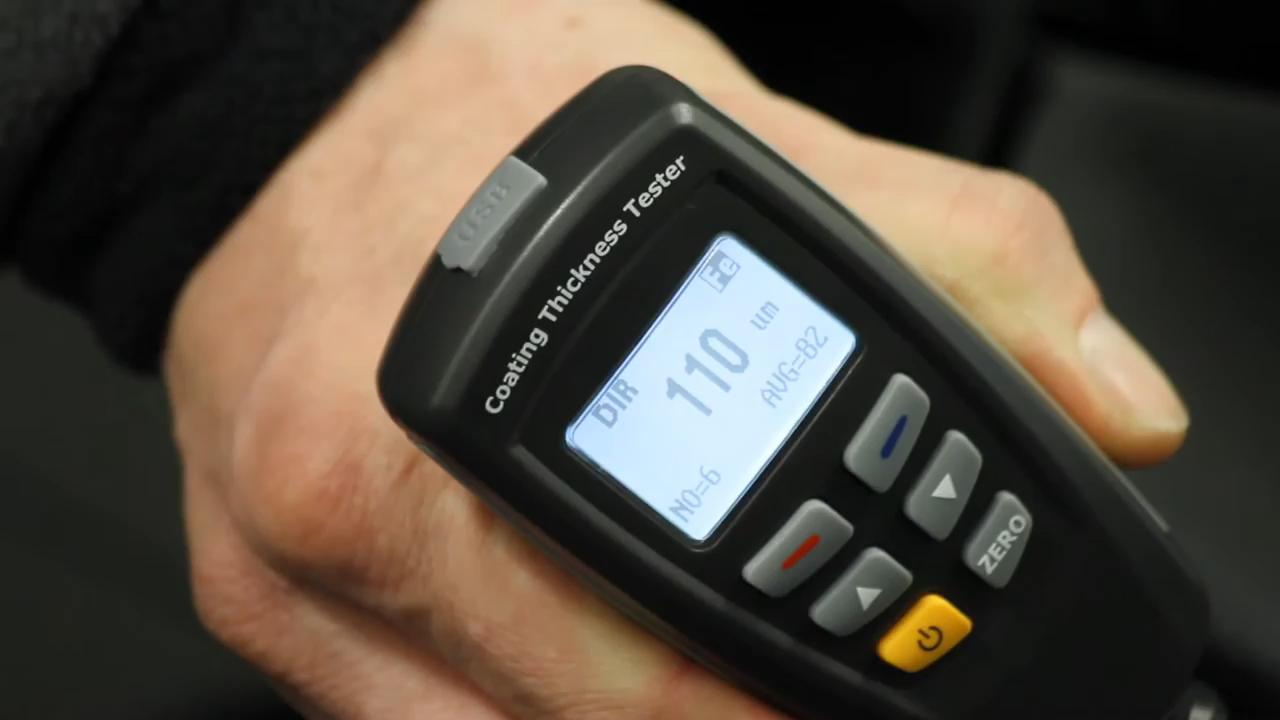 USB
Coating Thickness Tester
Fe
DIR
110 um
AVG=82
NO=6
ZERO